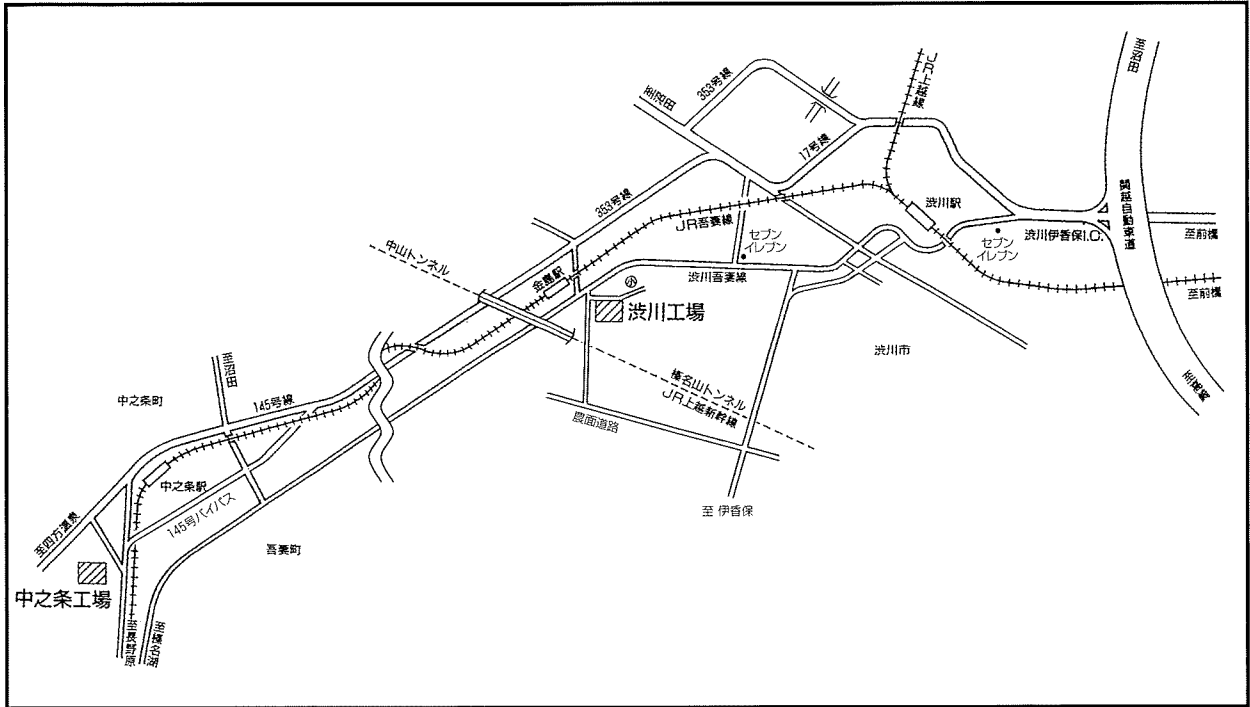 至沼田
JR上越線
353号線
至沼田
17号線
関越自動車道
渋川駅
353号線
JR吾妻線
セブン
イレブン
セブン
イレブン
渋川伊香保I.C.
至前橋
中山トンネル
金島駅
渋川吾妻線
至前橋
文
渋川工場
渋川市
至沼田
榛名山トンネル
JR上越新幹線
中之条町
145号線
農面道路
中之条駅
145号バイパス
至 伊香保
至四万温泉
吾妻町
中之条工場
至長野原
至榛名湖